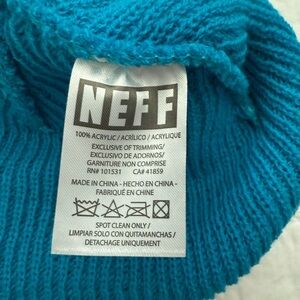 NEFF
100% ACRYLIC / ACRÍLICO / ACRYLIQUE
EXCLUSIVE OF TRIMMING/
EXCLUSIVO DE ADORNOS/
GARNITURE NON COMPRISE
RN# 101531 CA# 41859
MADE IN CHINA - HECHO EN CHINA -
FABRIQUÉ EN CHINE
SPOT CLEAN ONLY /
LIMPIAR SOLO CON QUITAMANCHAS/
DETACHAGE UNIQUEMENT